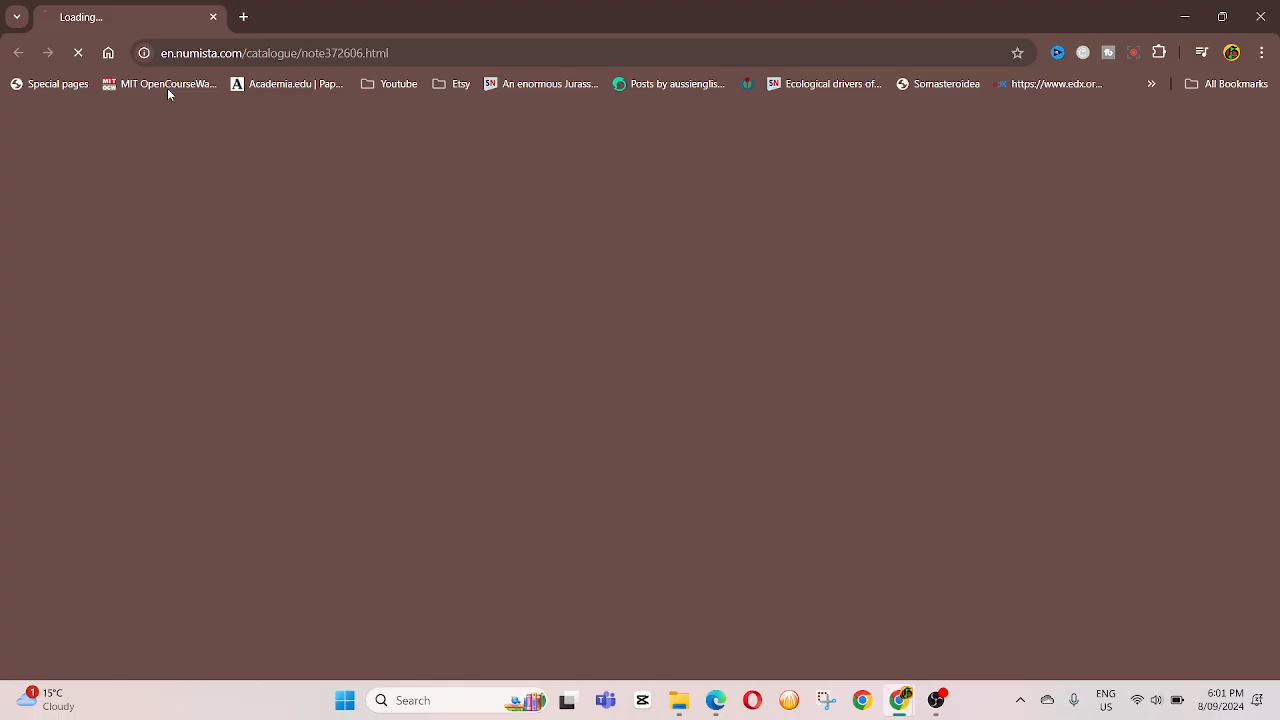 Loading...
en.numista.com/catalogue/note372606.html
Special pages
MIT OpenCourseWa...
Academia.edu | Pap...
Youtube
Etsy
An enormous Jurass...
Posts by aussienglis...
Ecological drivers of...
Somasteroidea
https://www.edx.or...
All Bookmarks
15°C
Cloudy
Search
ENG
US
6:01 PM
8/09/2024